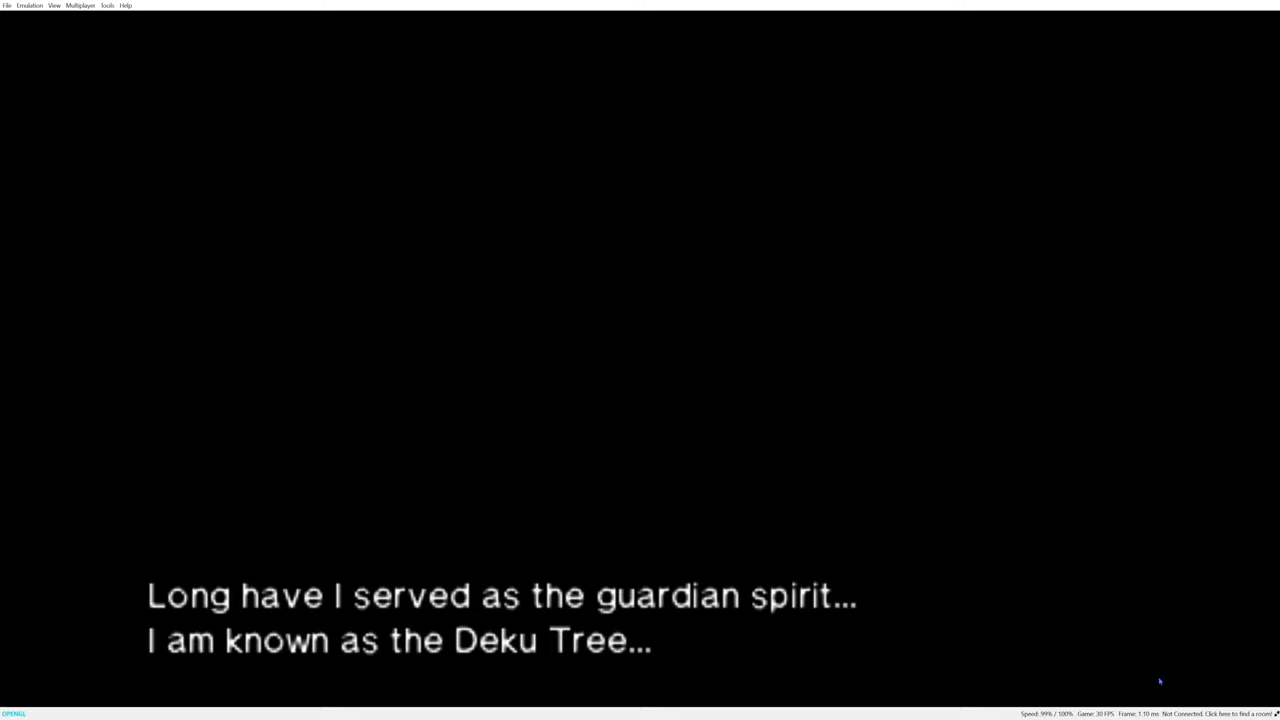 File Emulation View Multiplayer Tools Help
Long have I served as the guardian spirit...
I am known as the Deku Tree...
OPENGL Speed: 99% / 100% Game: 30 FPS Frame: 1.10 ms Not Connected. Click here to find a room!